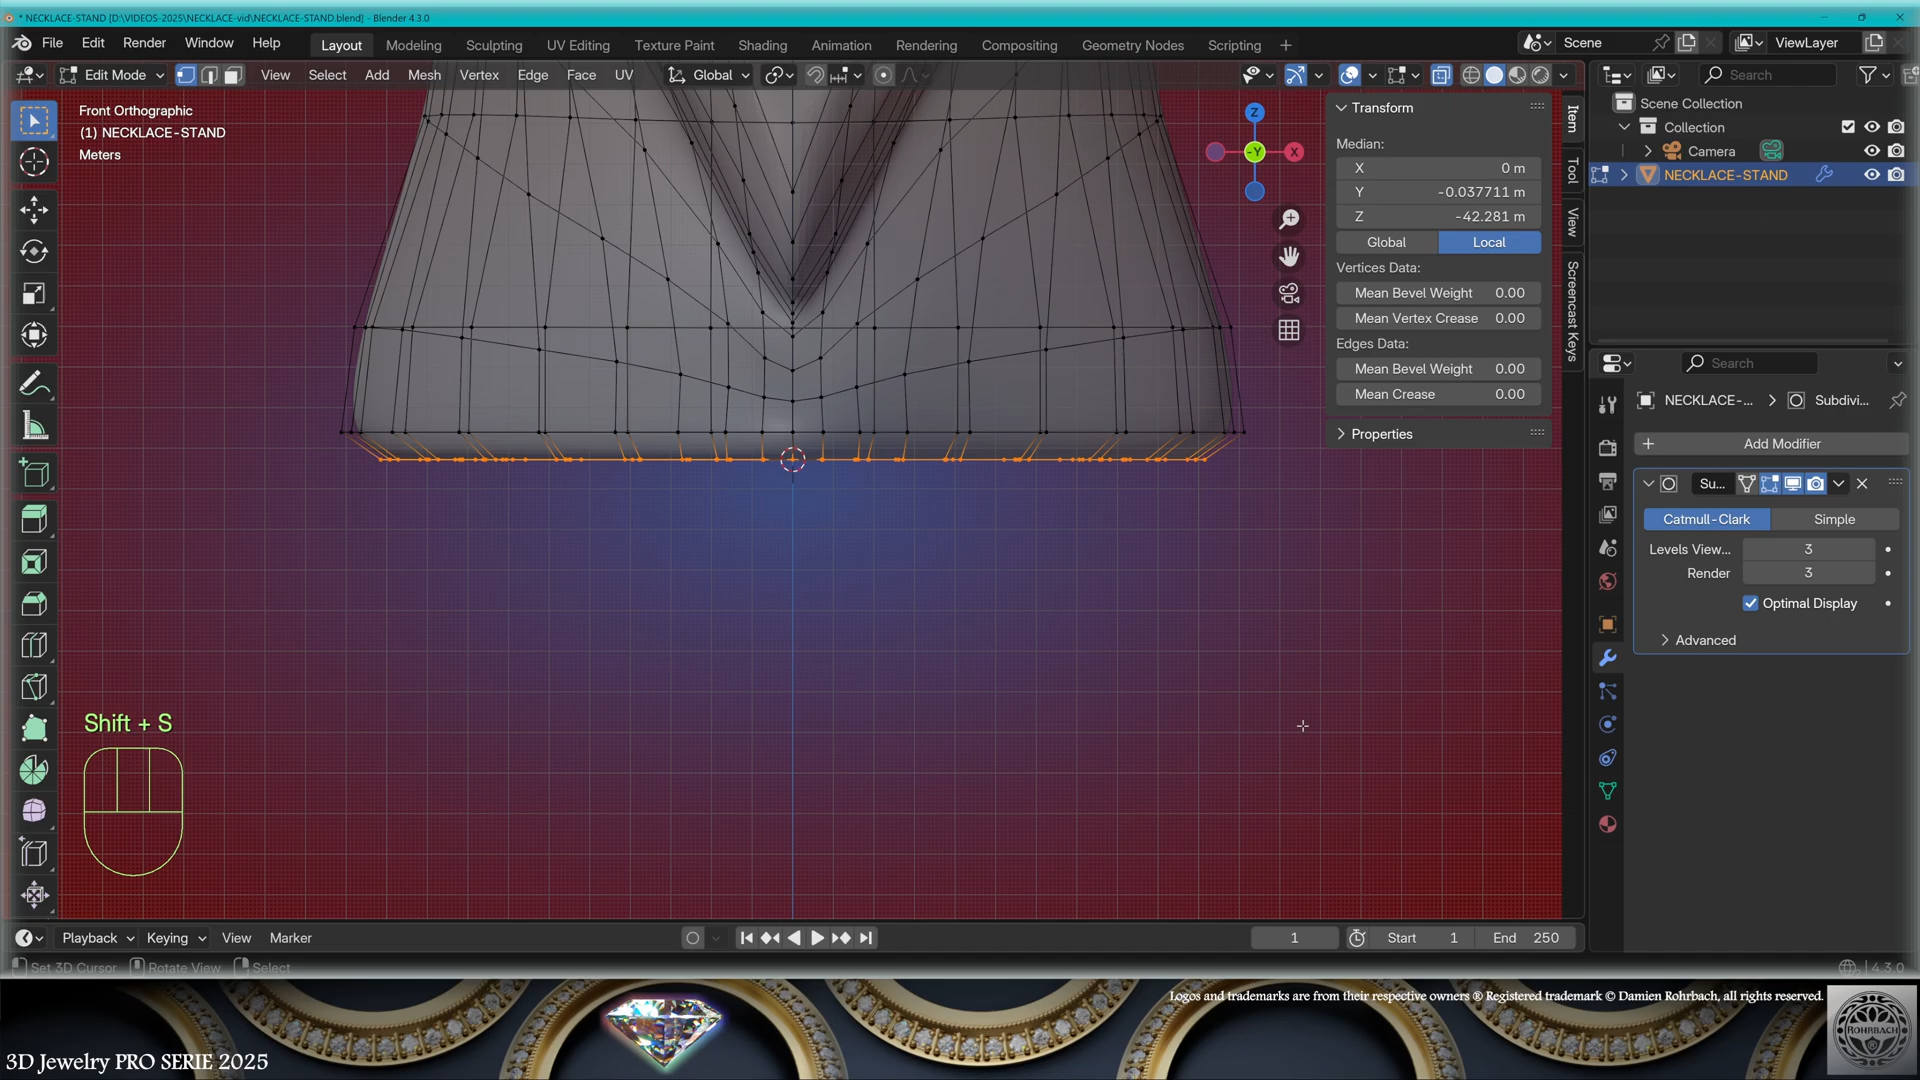 * NECKLACE-STAND [D:\VIDEOS-2025\NECKLACE-vid\NECKLACE-STAND.blend] - Blender 4.3.0
File Edit Render Window Help Layout Modeling Sculpting UV Editing Texture Paint Shading Animation Rendering Compositing Geometry Nodes Scripting + Scene ViewLayer
Edit Mode View Select Add Mesh Vertex Edge Face UV Global Search
Front Orthographic
(1) NECKLACE-STAND
Meters
Z
-Y
X
Transform
Median:
X 0 m
Y -0.037711 m
Z -42.281 m
Global Local
Vertices Data:
Mean Bevel Weight 0.00
Mean Vertex Crease 0.00
Edges Data:
Mean Bevel Weight 0.00
Mean Crease 0.00
Properties
Item
Tool
View
Screencast Keys
Scene Collection
Collection
Camera
NECKLACE-STAND
Search
NECKLACE-... Subdivi...
Add Modifier
Su...
Catmull-Clark Simple
Levels View... 3
Render 3
Optimal Display
Advanced
Shift + S
Playback Keying View Marker 1 Start 1 End 250
Set 3D Cursor Rotate View Select 4.3.0
Logos and trademarks are from their respective owners ® Registered trademark © Damien Rohrbach, all rights reserved.
ROHRBACH
3D Jewelry PRO SERIE 2025